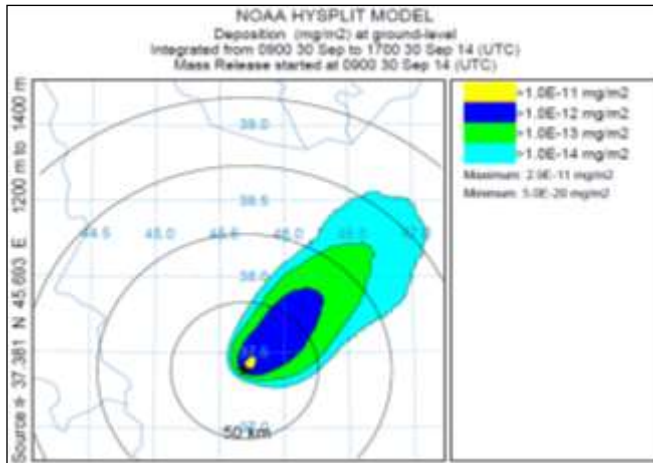 NOAA HYSPLIT MODEL
Deposition (mg/m2) at ground-level
Integrated from 0900 30 Sep to 1700 30 Sep 14 (UTC)
Mass Release started at 0900 30 Sep 14 (UTC)
Source # 37.381 N 45.693 E 1200 m to 1400 m
>1.0E-11 mg/m2
>1.0E-12 mg/m2
>1.0E-13 mg/m2
>1.0E-14 mg/m2
Maximum: 2.9E-11 mg/m2
Minimum: 5.0E-20 mg/m2
39.0
38.5
44.5 45.0 45.5 46.0
38.0
37.0
50 km